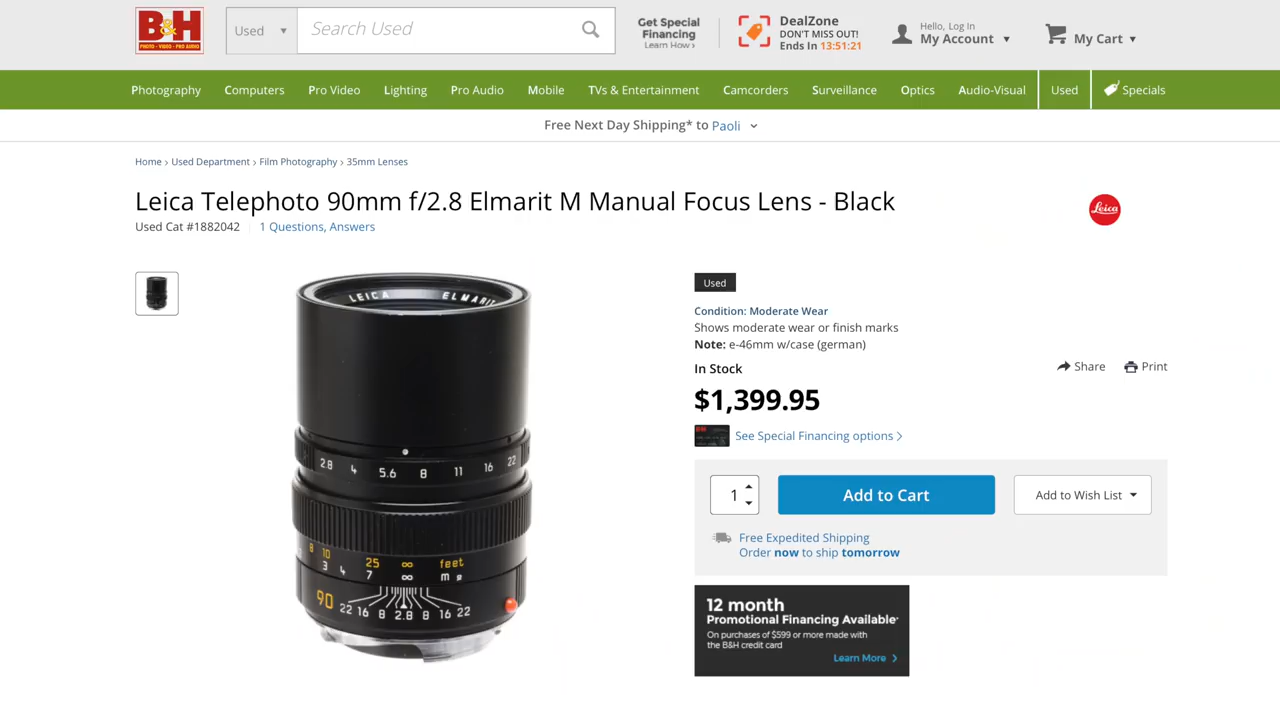 B&H
PHOTO - VIDEO - PRO AUDIO
Used
Search Used
Get Special
Financing
Learn How ›
DealZone
DON'T MISS OUT!
Ends In 13:51:21
Hello, Log In
My Account
My Cart
Photography Computers Pro Video Lighting Pro Audio Mobile TVs & Entertainment Camcorders Surveillance Optics Audio-Visual Used Specials
Free Next Day Shipping* to Paoli
Home › Used Department › Film Photography › 35mm Lenses
Leica Telephoto 90mm f/2.8 Elmarit M Manual Focus Lens - Black
Leica
Used Cat #1882042 1 Questions, Answers
LEICA ELMARIT
2.8 4 5.6 8 11 16 22
8 10 25 ∞ feet
3 4 7 ∞ m
90 22 16 8 2.8 8 16 22
Used
Condition: Moderate Wear
Shows moderate wear or finish marks
Note: e-46mm w/case (german)
In Stock
Share Print
$1,399.95
See Special Financing options
1
Add to Cart
Add to Wish List
Free Expedited Shipping
Order now to ship tomorrow
12 month
Promotional Financing Available*
On purchases of $599 or more made with
the B&H credit card
Learn More